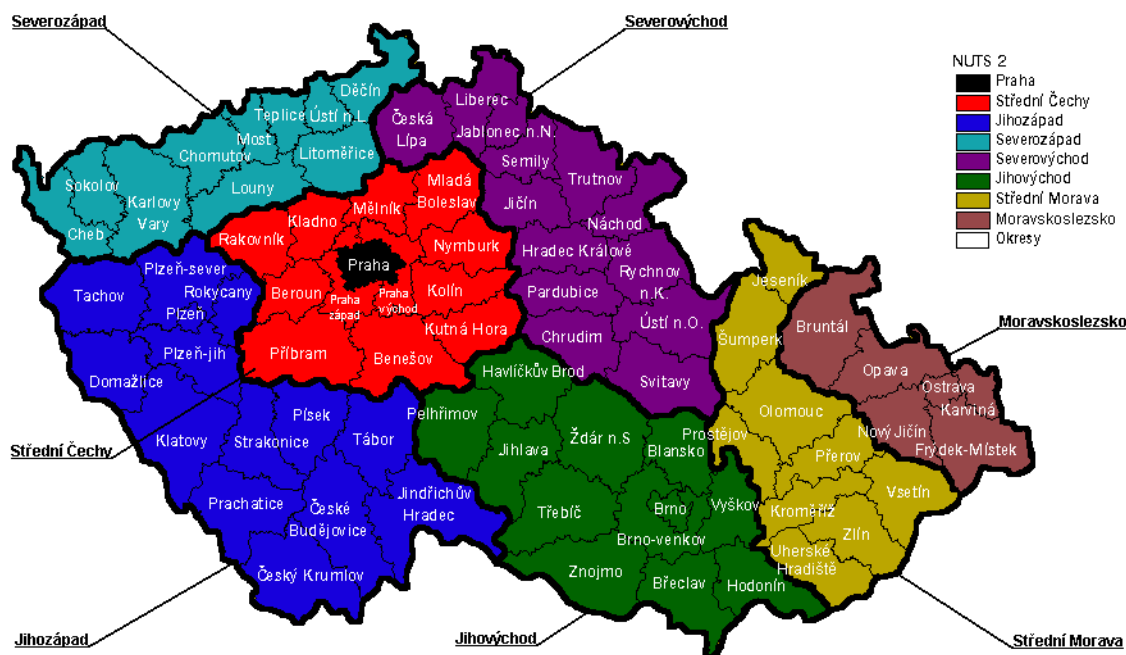 Severozápad
Severovýchod
NUTS 2
Praha
Střední Čechy
Jihozápad
Severozápad
Severovýchod
Jihovýchod
Střední Morava
Moravskoslezsko
Okresy
Děčín
Teplice
Ústí n.L.
Most
Chomutov
Litoměřice
Louny
Sokolov
Karlovy
Vary
Cheb
Liberec
Česká
Lípa
Jablonec n.N.
Semily
Trutnov
Jičín
Náchod
Hradec Králové
Rychnov
n.K.
Pardubice
Ústí n.O.
Chrudim
Svitavy
Mladá
Boleslav
Mělník
Kladno
Rakovník
Nymburk
Praha
Beroun
Praha
západ
Praha
východ
Kolín
Kutná Hora
Příbram
Benešov
Plzeň-sever
Tachov
Rokycany
Plzeň
Plzeň-jih
Domažlice
Klatovy
Písek
Strakonice
Tábor
Prachatice
České
Budějovice
Jindřichův
Hradec
Český Krumlov
Havlíčkův Brod
Pelhřimov
Jihlava
Ždár n.S
Blansko
Třebíč
Brno
Vyškov
Brno-venkov
Znojmo
Břeclav
Hodonín
Jeseník
Šumperk
Olomouc
Prostějov
Přerov
Kroměříž
Vsetín
Zlín
Uherské
Hradiště
Bruntál
Opava
Ostrava
Karviná
Nový Jičín
Frýdek-Místek
Moravskoslezsko
Střední Čechy
Jihozápad
Jihovýchod
Střední Morava